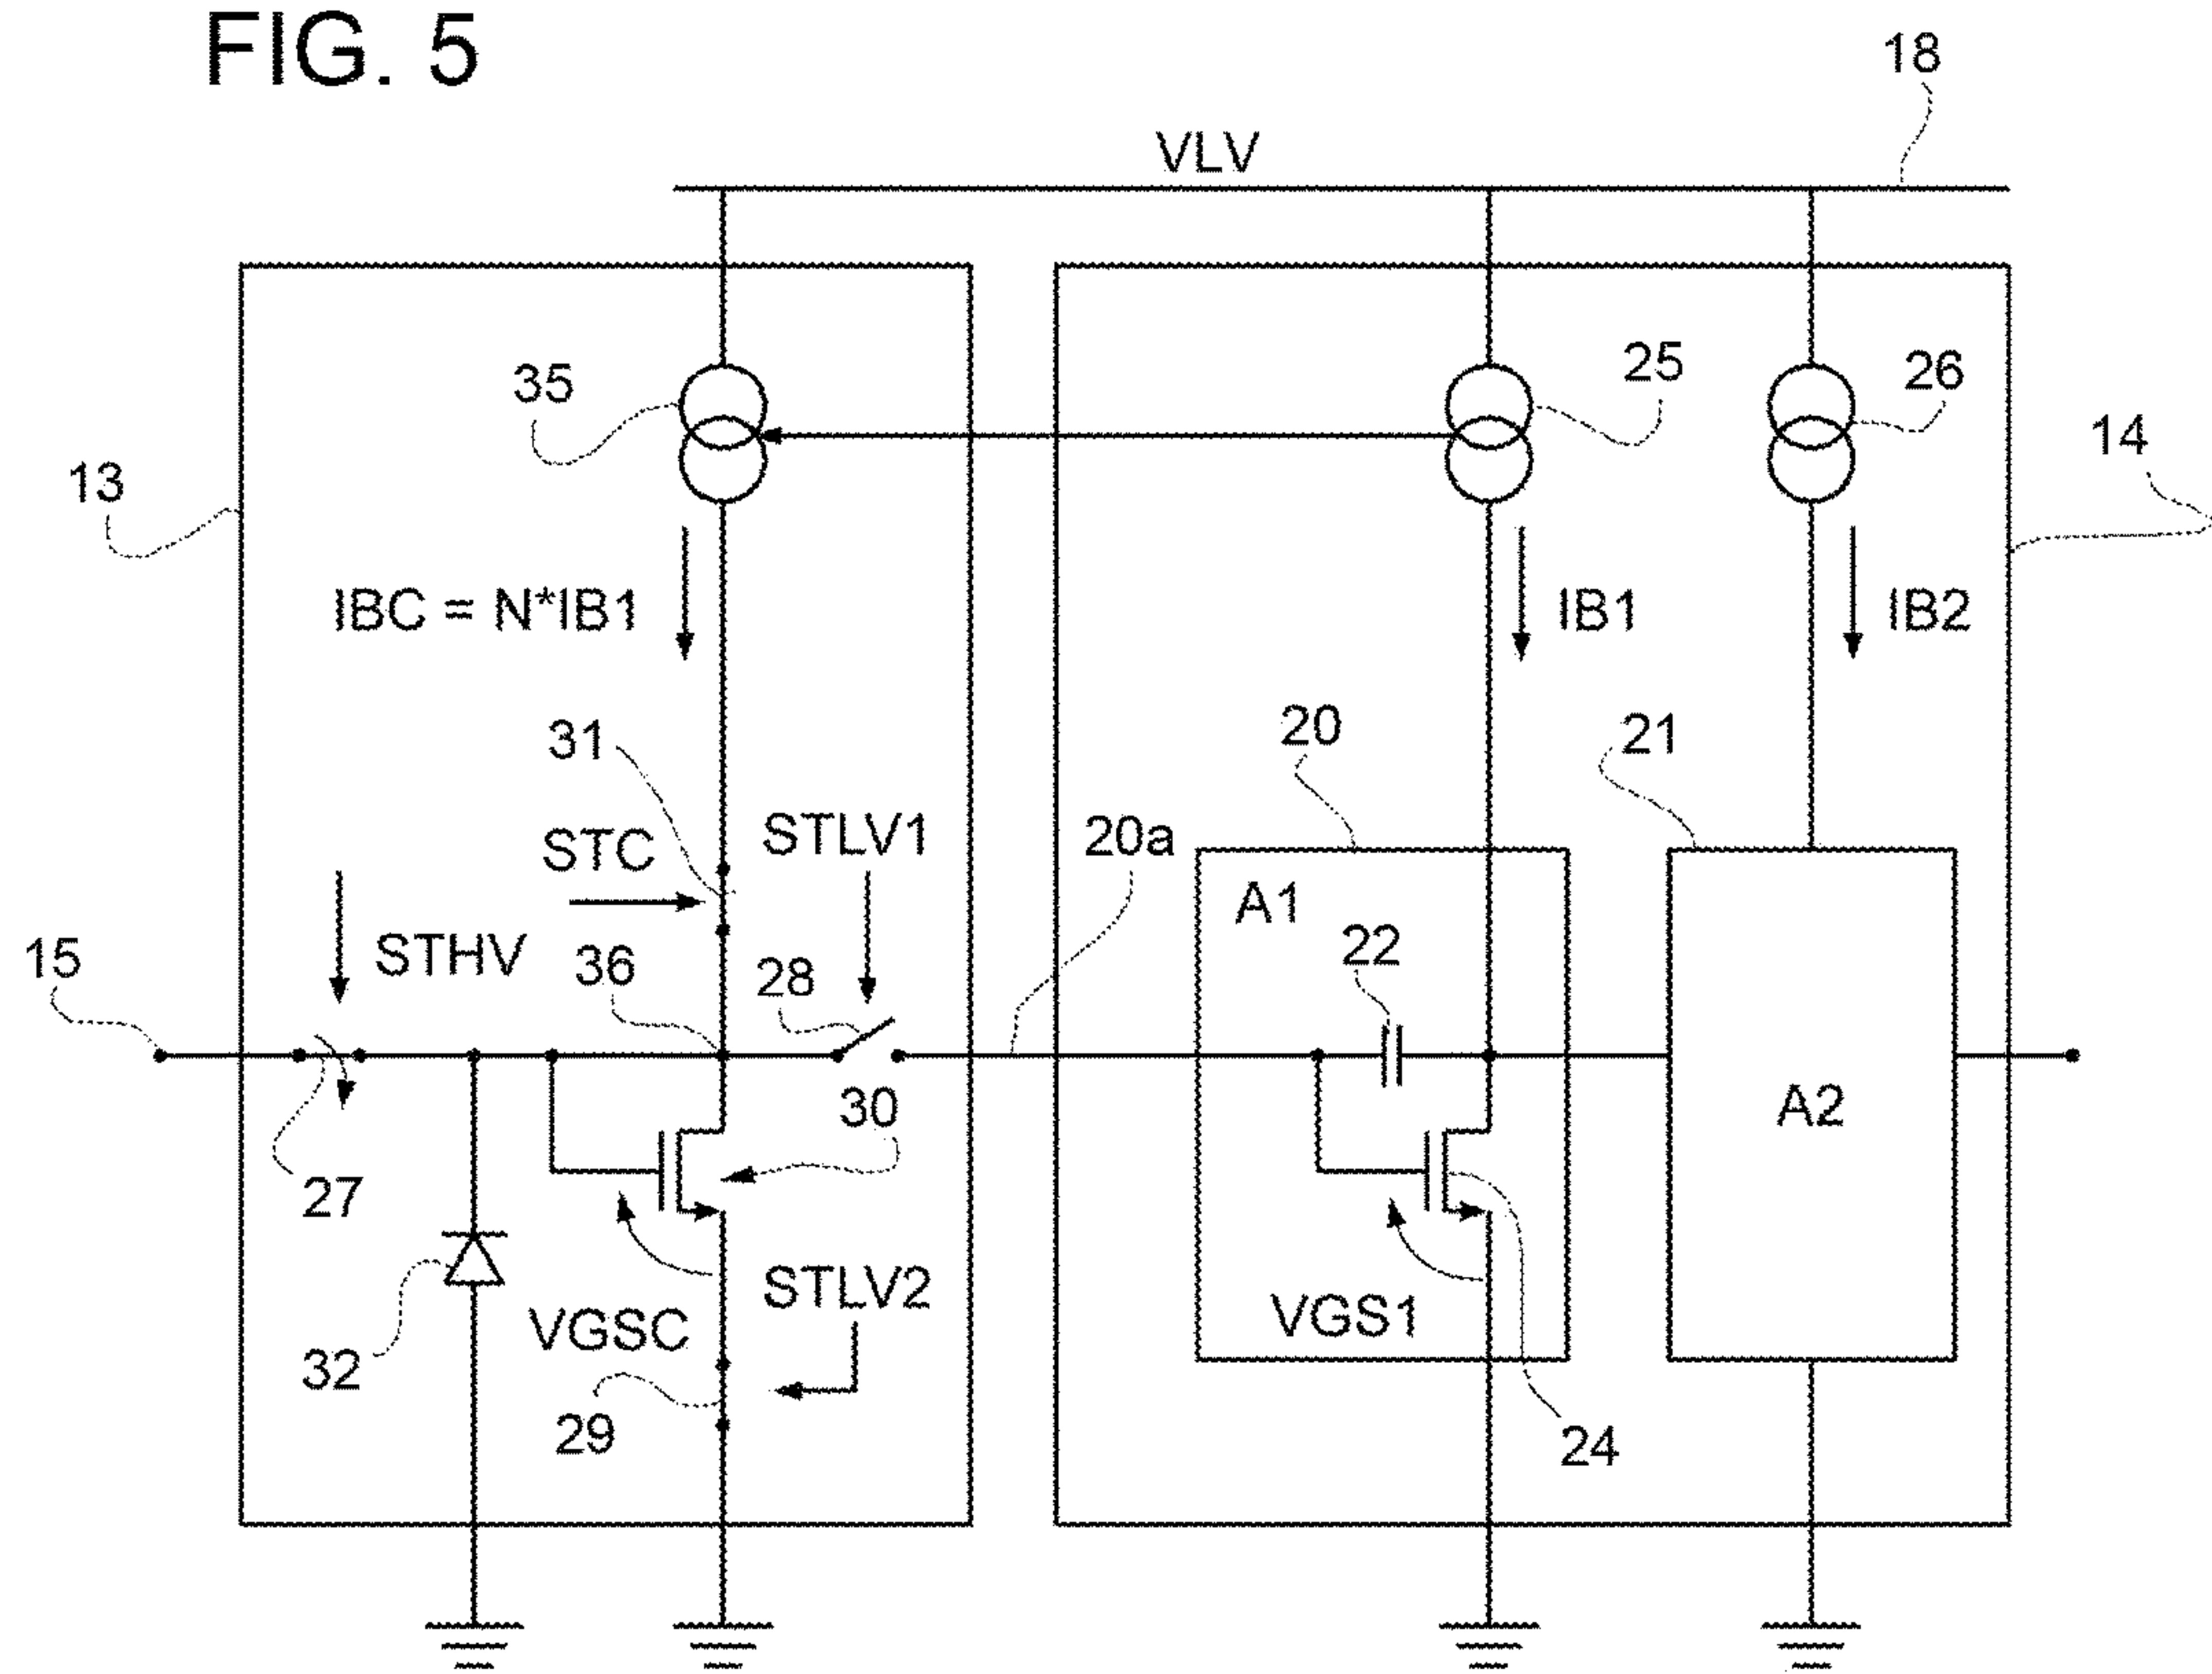 FIG. 5
18
VLV
35
25
26
14
13
IBC = N*IB1
IB1
IB2
31
20
21
STC
STLV1
20a
A1
15
STHV
36
28
22
30
A2
27
STLV2
VGSC
VGS1
32
29
24